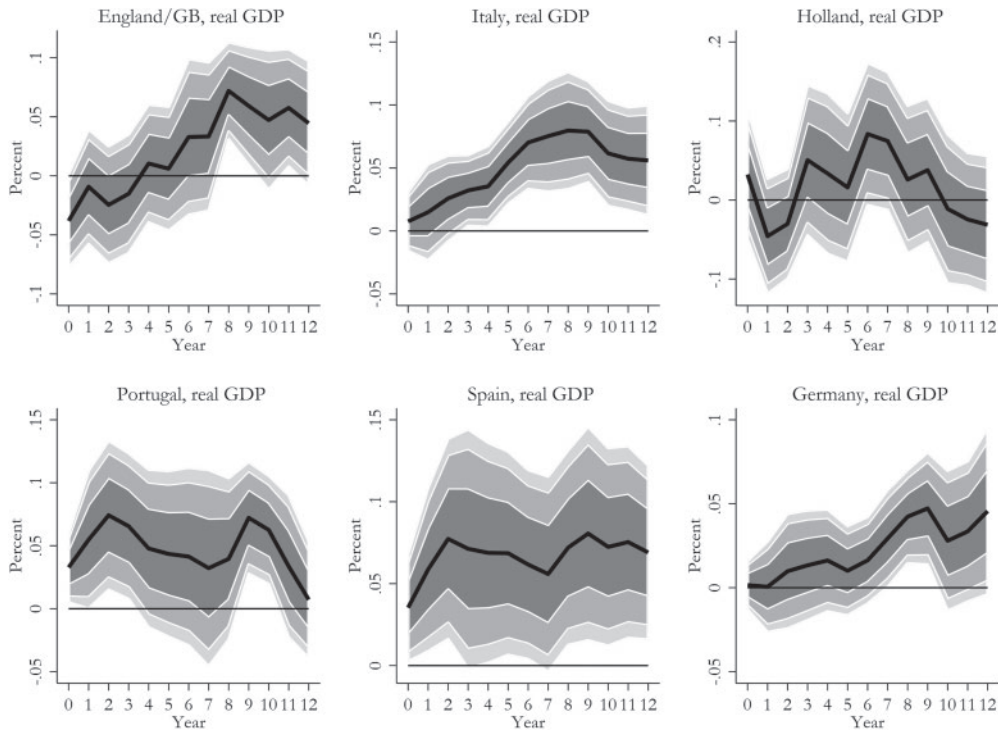 England/GB, real GDP
Percent
.1
.05
0
-.05
-.1
0 1 2 3 4 5 6 7 8 9 10 11 12
Year
Italy, real GDP
Percent
.15
.1
.05
0
-.05
0 1 2 3 4 5 6 7 8 9 10 11 12
Year
Holland, real GDP
Percent
.2
.1
0
-.1
0 1 2 3 4 5 6 7 8 9 10 11 12
Year
Portugal, real GDP
Percent
.15
.1
.05
0
-.05
0 1 2 3 4 5 6 7 8 9 10 11 12
Year
Spain, real GDP
Percent
.15
.1
.05
0
0 1 2 3 4 5 6 7 8 9 10 11 12
Year
Germany, real GDP
Percent
.1
.05
0
-.05
0 1 2 3 4 5 6 7 8 9 10 11 12
Year